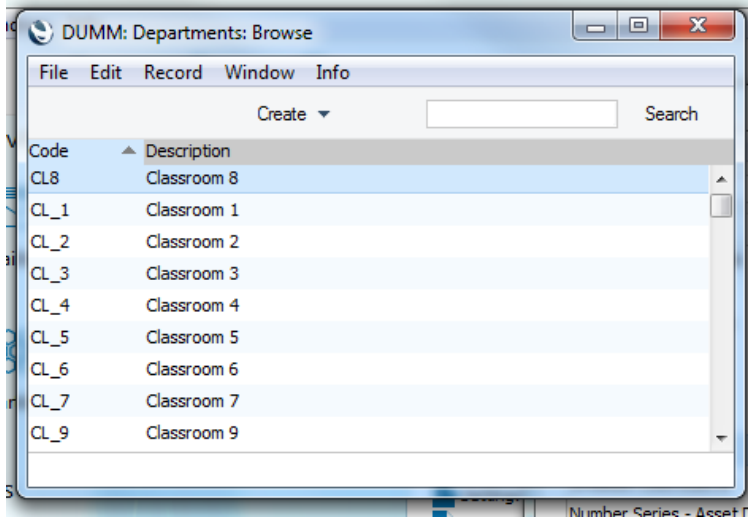 DUMM: Departments: Browse
File Edit Record Window Info
Create Search
Code Description
CL8 Classroom 8
CL_1 Classroom 1
CL_2 Classroom 2
CL_3 Classroom 3
CL_4 Classroom 4
CL_5 Classroom 5
CL_6 Classroom 6
CL_7 Classroom 7
CL_9 Classroom 9
Number Series - Asset